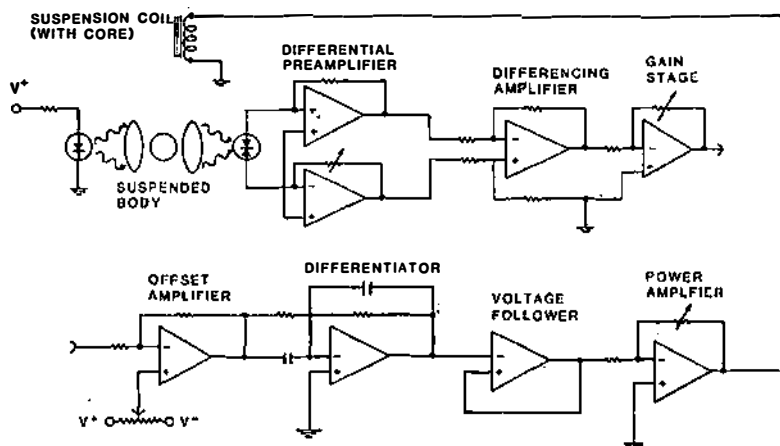 SUSPENSION COIL
(WITH CORE)
DIFFERENTIAL
PREAMPLIFIER
DIFFERENCING
AMPLIFIER
GAIN
STAGE
V+
SUSPENDED
BODY
OFFSET
AMPLIFIER
DIFFERENTIATOR
VOLTAGE
FOLLOWER
POWER
AMPLFIER
V+
V-